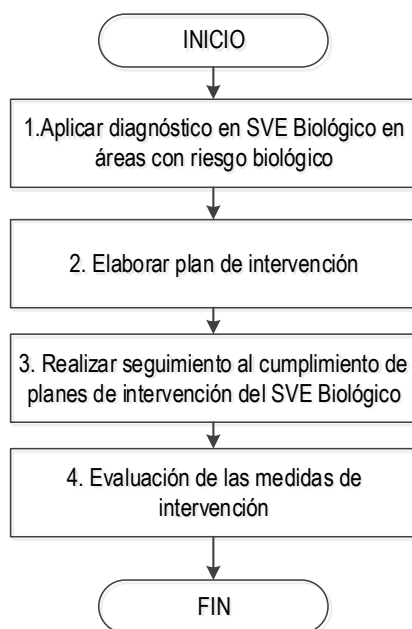 INICIO
1.Aplicar diagnóstico en SVE Biológico en
áreas con riesgo biológico
2. Elaborar plan de intervención
3. Realizar seguimiento al cumplimiento de
planes de intervención del SVE Biológico
4. Evaluación de las medidas de
intervención
FIN